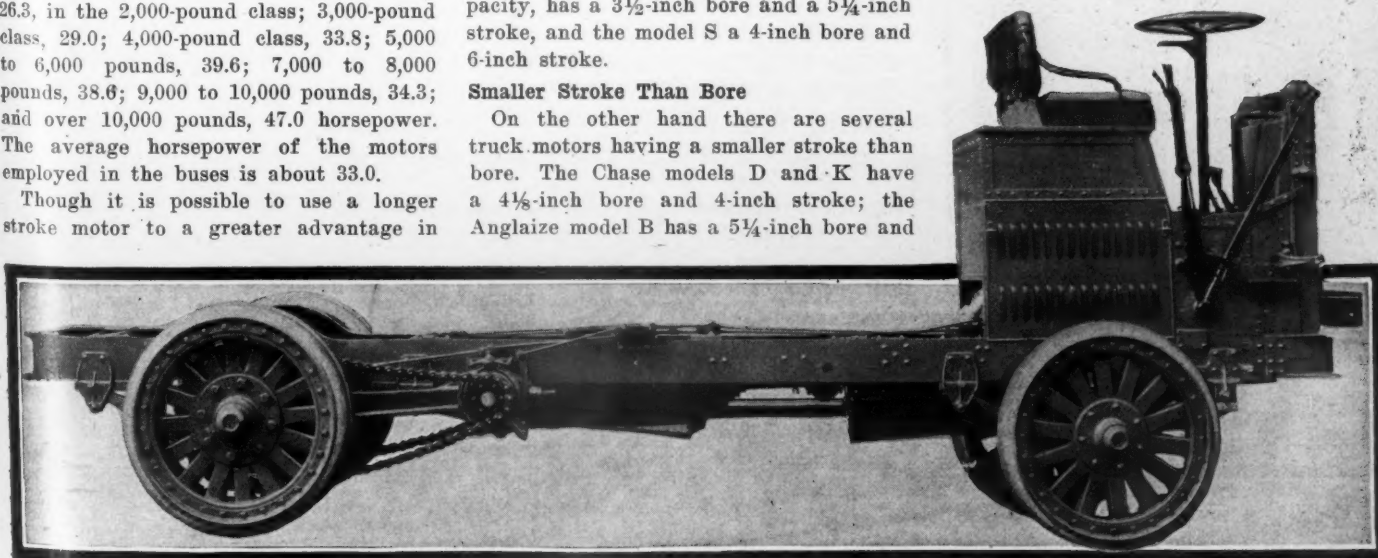 26.3, in the 2,000-pound class; 3,000-pound
class, 29.0; 4,000-pound class, 33.8; 5,000
to 6,000 pounds, 39.6; 7,000 to 8,000
pounds, 38.6; 9,000 to 10,000 pounds, 34.3;
and over 10,000 pounds, 47.0 horsepower.
The average horsepower of the motors
employed in the buses is about 33.0.
Though it is possible to use a longer
stroke motor to a greater advantage in
pacity, has a 3½-inch bore and a 5¼-inch
stroke, and the model S a 4-inch bore and
6-inch stroke.
Smaller Stroke Than Bore
On the other hand there are several
truck motors having a smaller stroke than
bore. The Chase models D and K have
a 4⅛-inch bore and 4-inch stroke; the
Anglaize model B has a 5¼-inch bore and